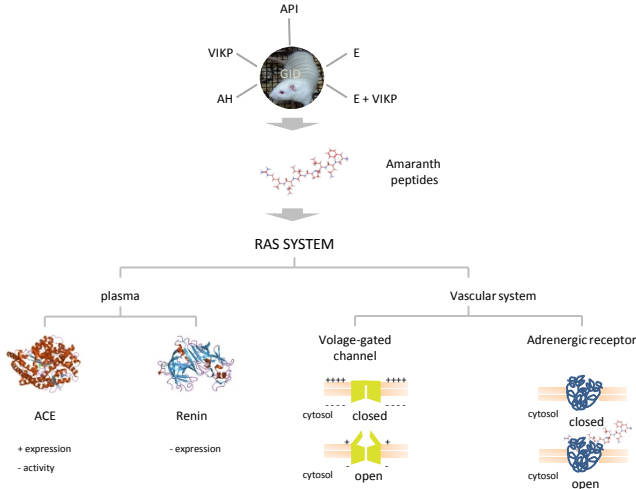 API
VIKP
E
GID
AH
E + VIKP
Amaranth
peptides
RAS SYSTEM
plasma
Vascular system
Volage-gated
channel
Adrenergic receptor
++++ ++++
- - - - - - - -
cytosol
closed
cytosol
closed
ACE
Renin
+ expression
- activity
- expression
+ +
- -
cytosol
open
cytosol
open